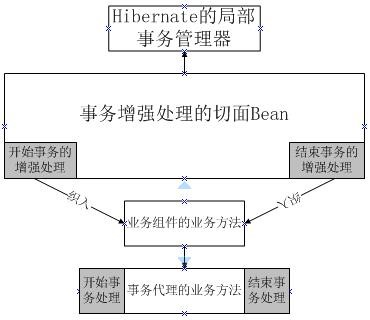 Hibernate的局部
事务管理器
事务增强处理的切面Bean
开始事务的
增强处理
结束事务的
增强处理
织入
织入
业务组件的业务方法
开始事
务处理
事务代理的业务方法
结束事
务处理